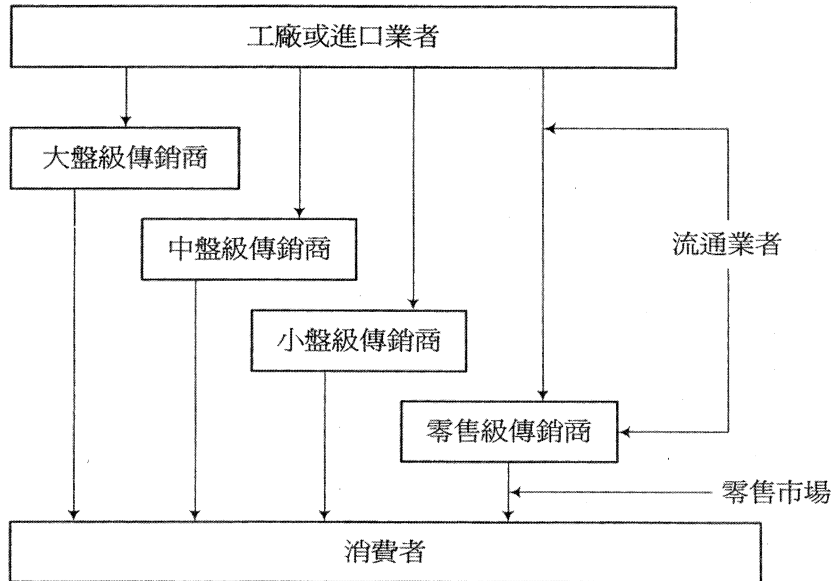 工廠或進口業者
大盤級傳銷商
中盤級傳銷商
流通業者
小盤級傳銷商
零售級傳銷商
零售市場
消費者